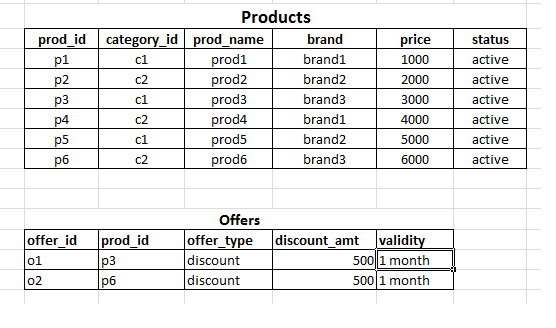 Products
prod_id category_id prod_name brand price status
p1 c1 prod1 brand1 1000 active
p2 c2 prod2 brand2 2000 active
p3 c1 prod3 brand3 3000 active
p4 c2 prod4 brand1 4000 active
p5 c1 prod5 brand2 5000 active
p6 c2 prod6 brand3 6000 active
Offers
offer_id prod_id offer_type discount_amt validity
o1 p3 discount 500 1 month
o2 p6 discount 500 1 month